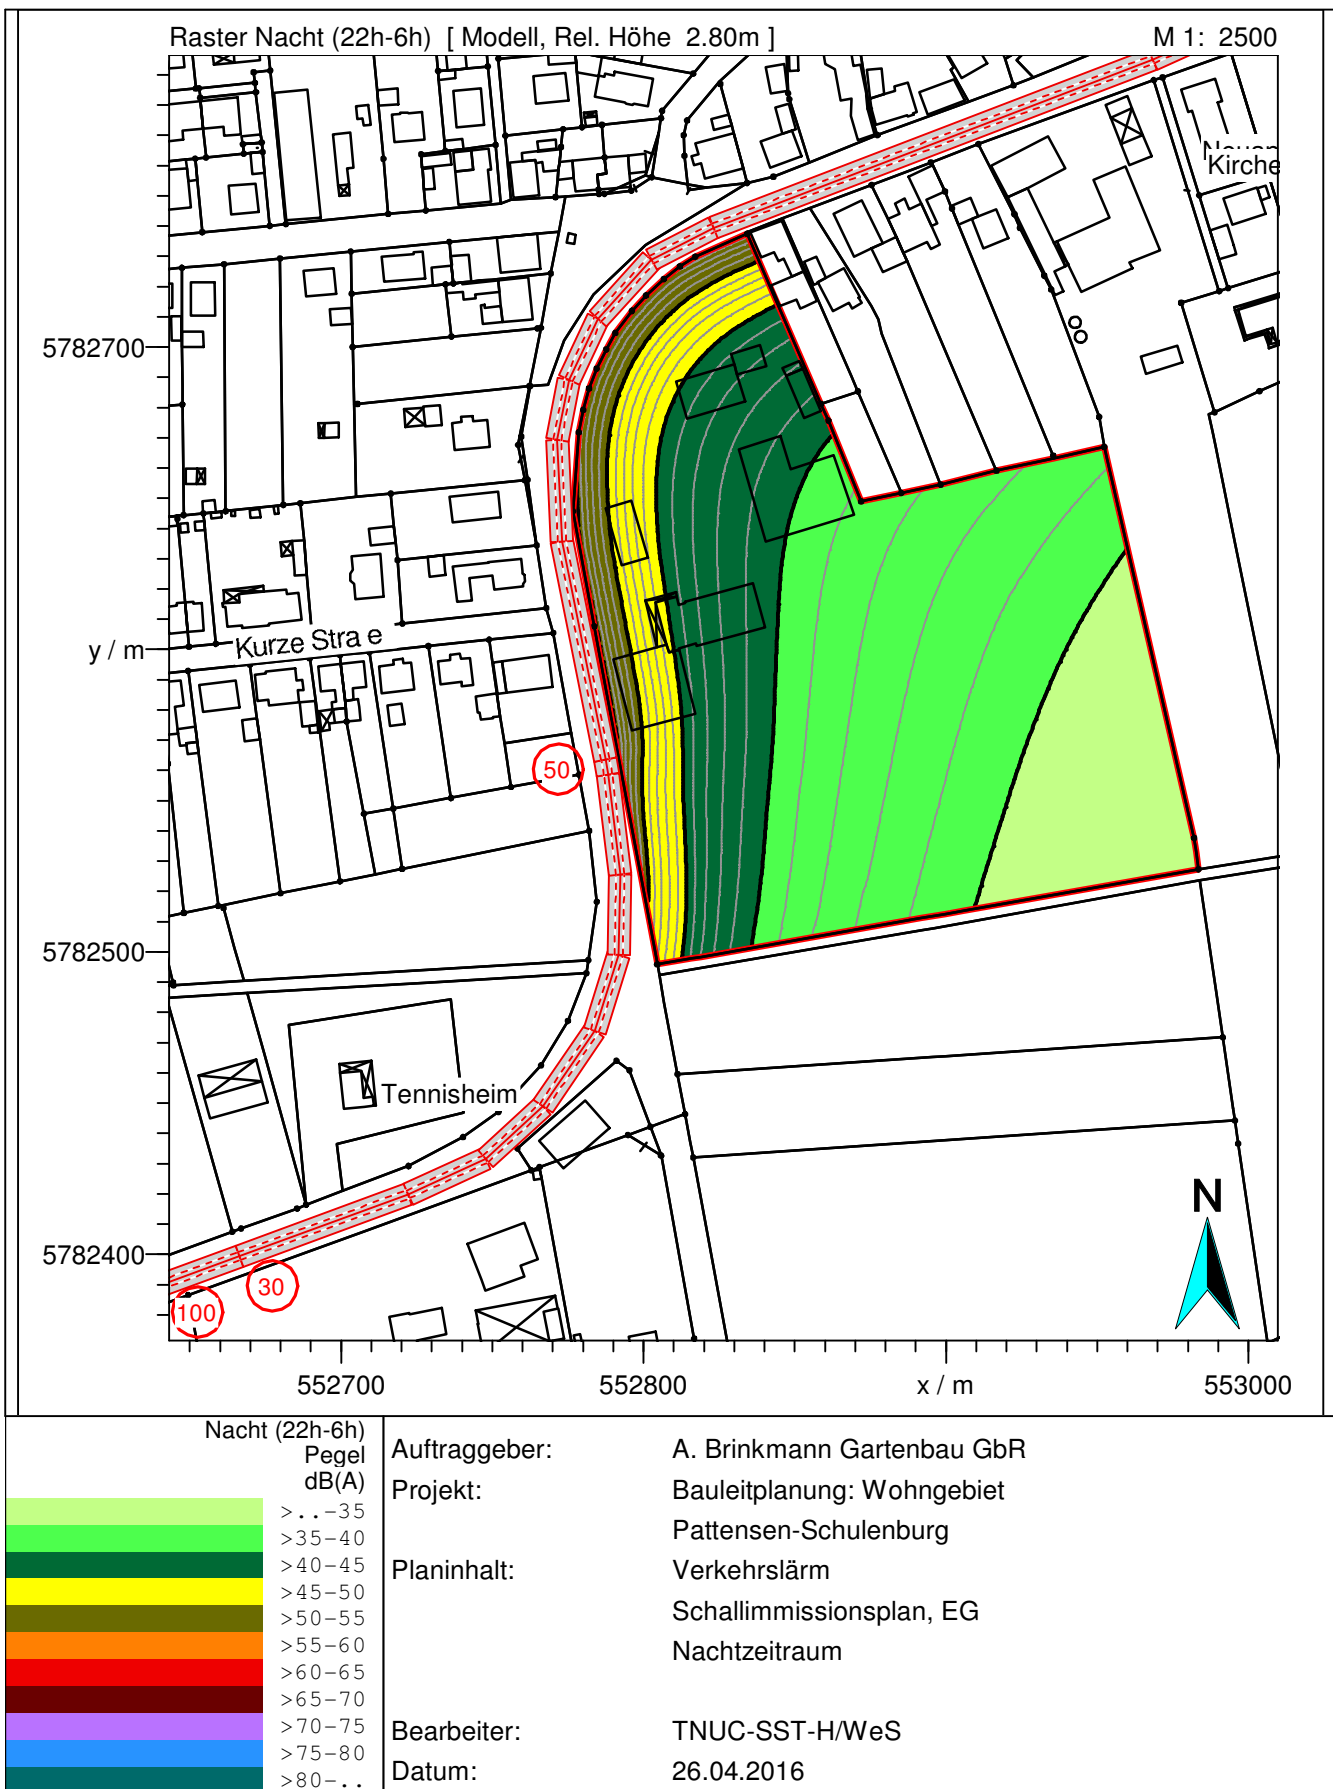 Raster Nacht (22h-6h) [ Modell, Rel. Höhe 2.80m ] M 1: 2500
Kirche
5782700
Kurze Stra e
y / m
50
5782500
Tennisheim
N
5782400
30
100
552700 552800 x / m 553000
Nacht (22h-6h)
Pegel
dB(A)
>..-35
>35-40
>40-45
>45-50
>50-55
>55-60
>60-65
>65-70
>70-75
>75-80
>80-..
Auftraggeber: A. Brinkmann Gartenbau GbR
Projekt: Bauleitplanung: Wohngebiet
Pattensen-Schulenburg
Planinhalt: Verkehrslärm
Schallimmissionsplan, EG
Nachtzeitraum
Bearbeiter: TNUC-SST-H/WeS
Datum: 26.04.2016